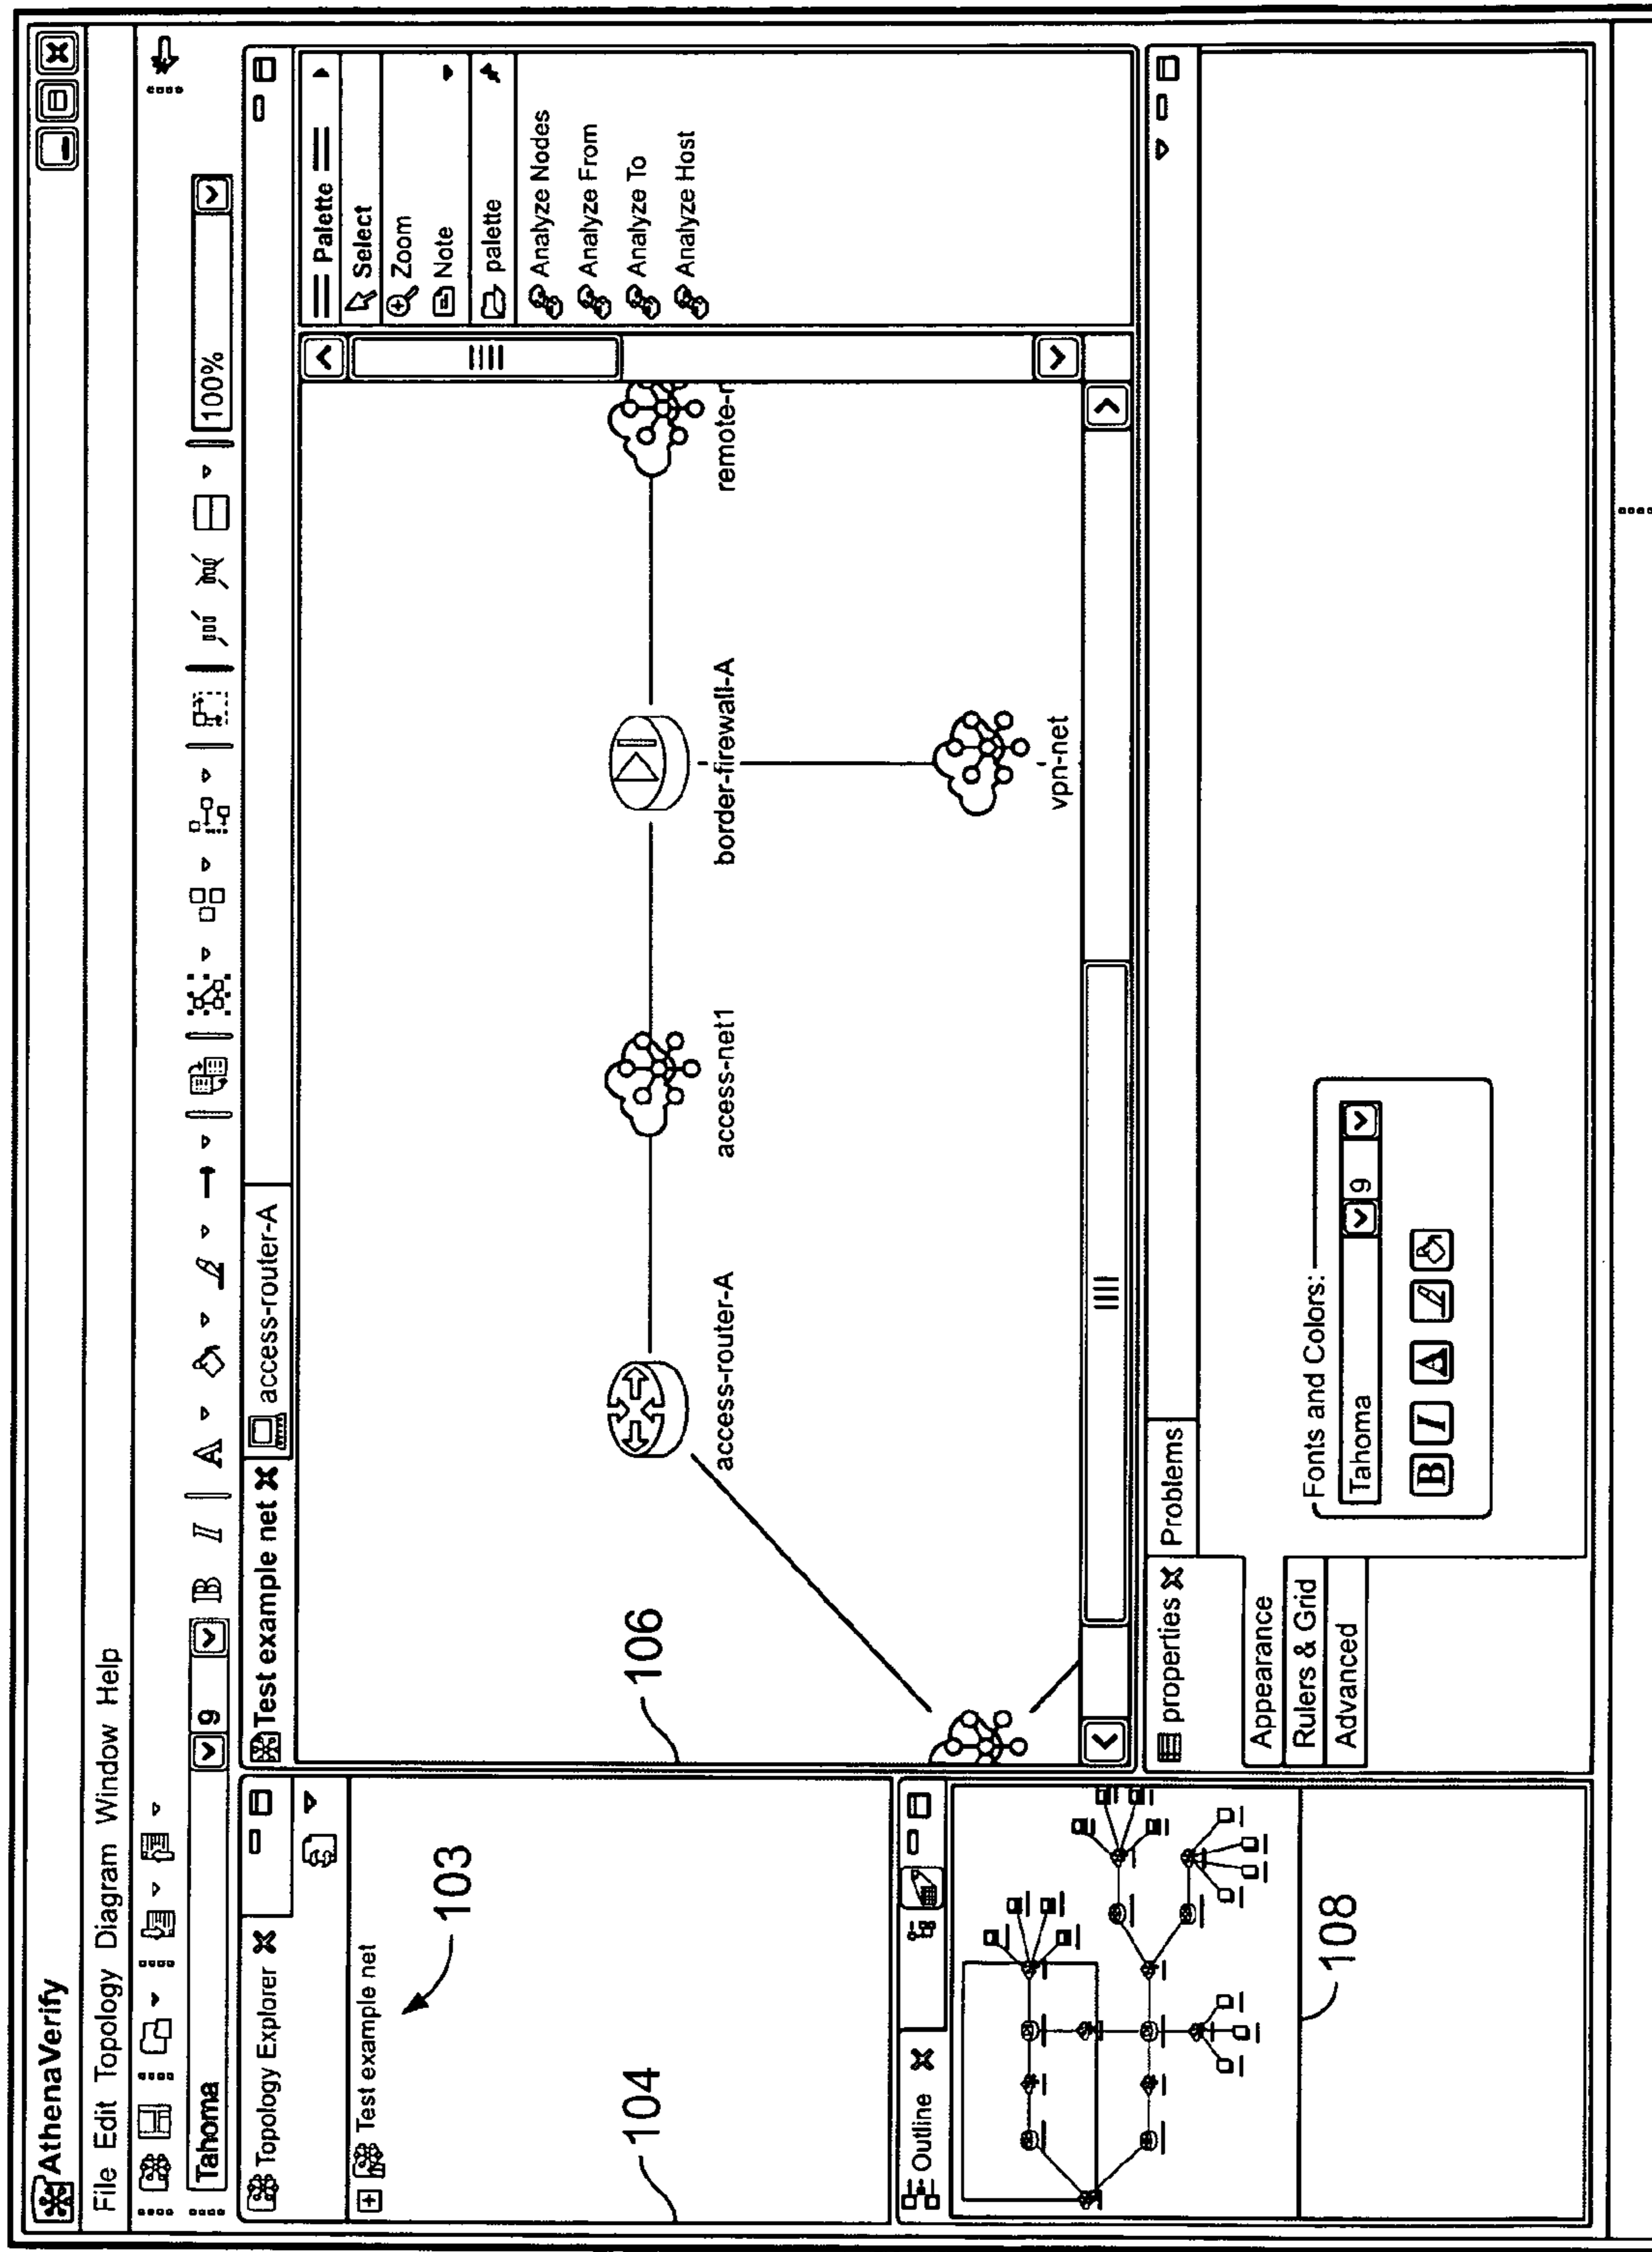 AthenaVerify
File Edit Topology Diagram Window Help
Tahoma 9 B I A 100%
Topology Explorer
Test example net
103
104
Test example net access-router-A
access-router-A
access-net1
border-firewall-A
remote-r
vpn-net
106
Palette
Select
Zoom
Note
palette
Analyze Nodes
Analyze From
Analyze To
Analyze Host
Outline
108
properties Problems
Appearance
Rulers & Grid
Advanced
Fonts and Colors:
Tahoma 9
B I A